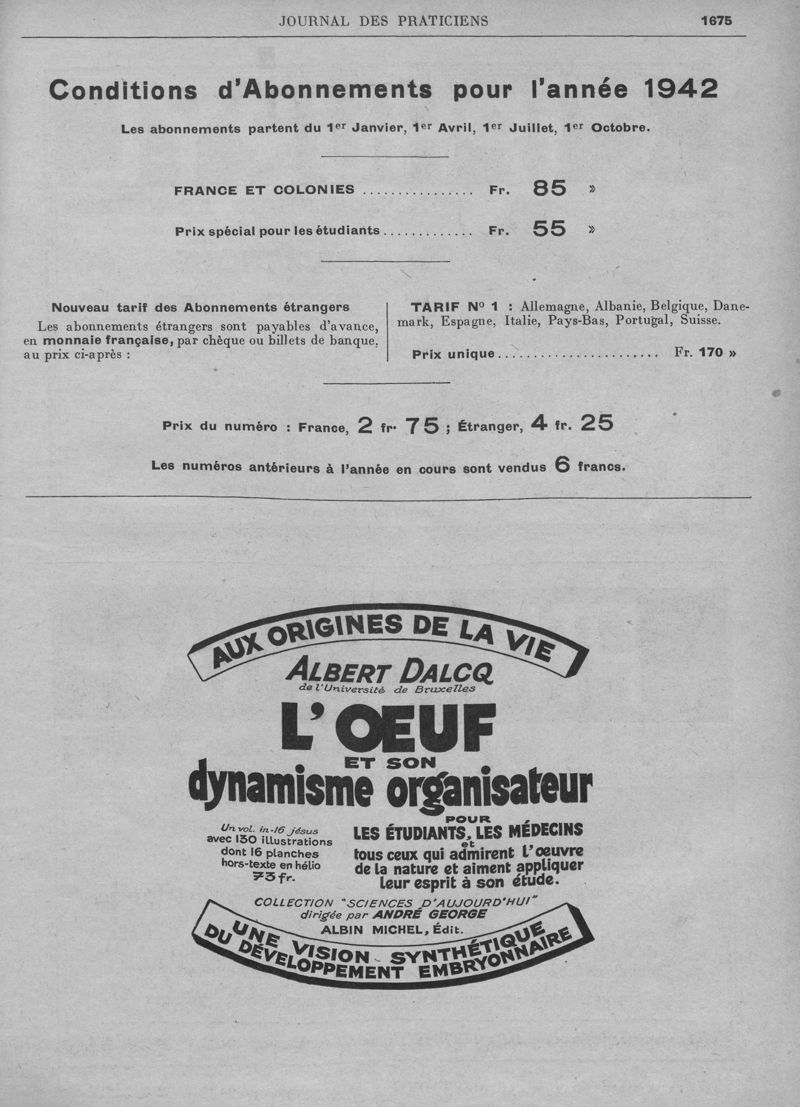 JOURNAL DES PRATICIENS
1675
Conditions d'Abonnements pour l'année 1942
Les abonnements partent du 1er Janvier, 1er Avril, 1er Juillet, 1er Octobre.
FRANCE ET COLONIES ................ Fr. 85 »
Prix spécial pour les étudiants ............. Fr. 55 »
Nouveau tarif des Abonnements étrangers
Les abonnements étrangers sont payables d'avance,
en monnaie française, par chèque ou billets de banque,
au prix ci-après :
TARIF No 1 : Allemagne, Albanie, Belgique, Dane-
mark, Espagne, Italie, Pays-Bas, Portugal, Suisse.
Prix unique ....................... Fr. 170 »
Prix du numéro : France, 2 fr. 75 ; Étranger, 4 fr. 25
Les numéros antérieurs à l'année en cours sont vendus 6 francs.
AUX ORIGINES DE LA VIE
ALBERT DALCQ
de l'Université de Bruxelles
L'OEUF
ET SON
dynamisme organisateur
Un vol. in-16 jésus
avec 130 illustrations
dont 16 planches
hors-texte en hélio
73 fr.
POUR
LES ÉTUDIANTS, LES MÉDECINS
et
tous ceux qui admirent l'œuvre
de la nature et aiment appliquer
leur esprit à son étude.
COLLECTION "SCIENCES D'AUJOURD'HUI"
dirigée par ANDRÉ GEORGE
ALBIN MICHEL, Édit.
UNE VISION SYNTHÉTIQUE
DU DÉVELOPPEMENT EMBRYONNAIRE